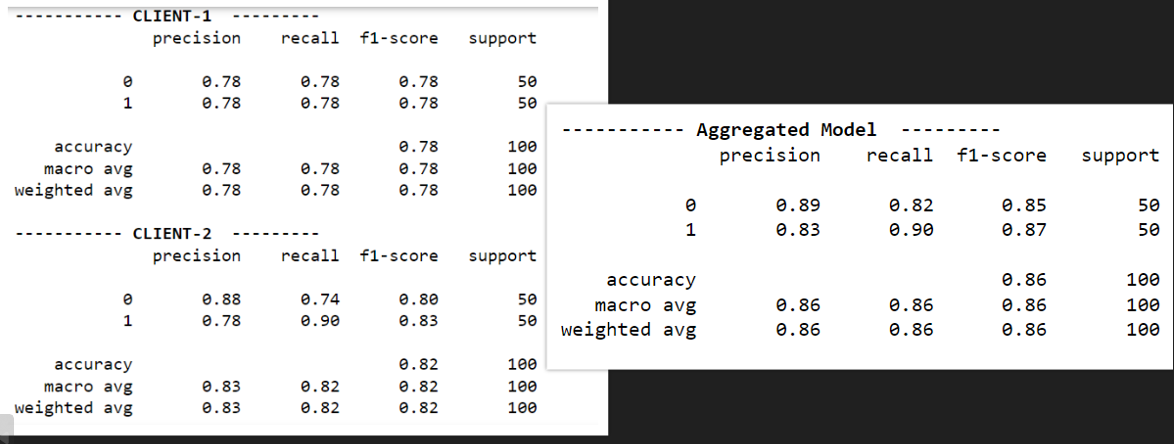 ----------- CLIENT-1 ---------
precision recall f1-score support
0 0.78 0.78 0.78 50
1 0.78 0.78 0.78 50
accuracy 0.78 100
macro avg 0.78 0.78 0.78 100
weighted avg 0.78 0.78 0.78 100
----------- CLIENT-2 ---------
precision recall f1-score support
0 0.88 0.74 0.80 50
1 0.78 0.90 0.83 50
accuracy 0.82 100
macro avg 0.83 0.82 0.82 100
weighted avg 0.83 0.82 0.82 100
----------- Aggregated Model ---------
precision recall f1-score support
0 0.89 0.82 0.85 50
1 0.83 0.90 0.87 50
accuracy 0.86 100
macro avg 0.86 0.86 0.86 100
weighted avg 0.86 0.86 0.86 100